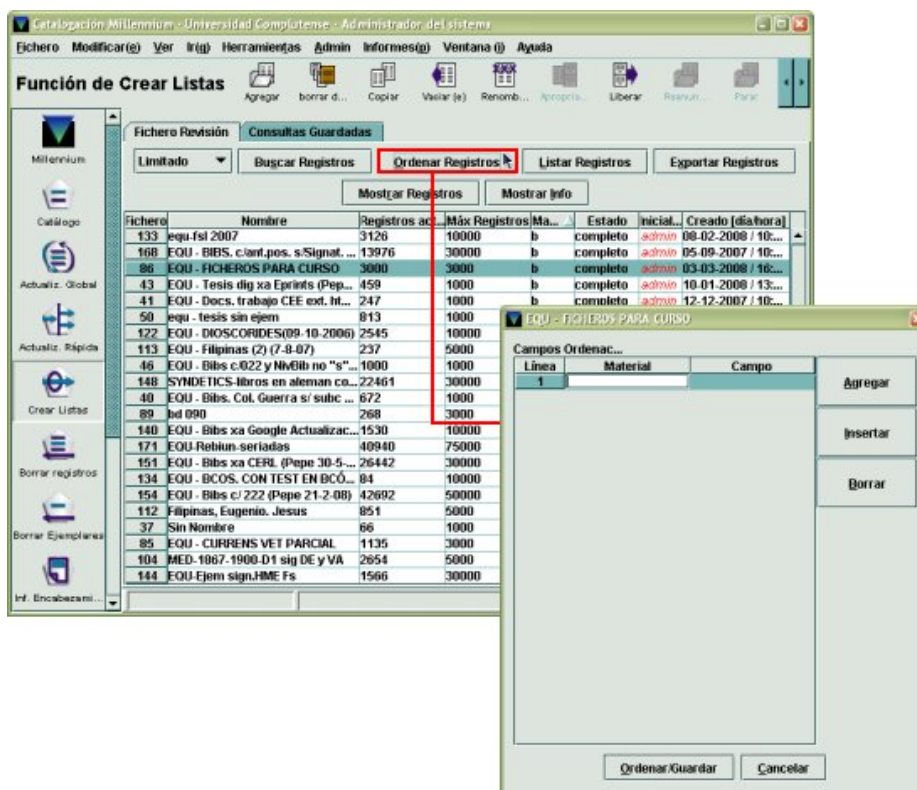 Catalogación Millennium - Universidad Complutense - Administrador del sistema
Fichero Modificar(e) Ver Ir(g) Herramientas Admin Informes(p) Ventana (i) Ayuda
Función de Crear Listas
Agregar borrar d... Copiar Vaciar (e) Renomb... Apropia... Liberar Reanun... Parar
Fichero Revisión Consultas Guardadas
Limitado Buscar Registros Ordenar Registros Listar Registros Exportar Registros
Mostrar Registros Mostrar Info
Millennium
Catálogo
Actualiz. Global
Actualiz. Rápida
Crear Listas
Borrar registros
Borrar Ejemplares
Inf. Encabezami...
Fichero Nombre Registros act... Máx Registros Ma... Estado Inicial... Creado [día/hora]
133 equ-fsl 2007 3126 10000 b completo admin 08-02-2008 / 10:...
168 EQU - BIBS. c/ant.pos. s/Signat. ... 13976 30000 b completo admin 05-09-2007 / 10:...
86 EQU - FICHEROS PARA CURSO 3000 3000 b completo admin 03-03-2008 / 16:...
43 EQU - Tesis dig xa Eprints (Pep... 459 1000 b completo admin 10-01-2008 / 13:...
41 EQU - Docs. trabajo CEE ext. ht... 247 1000 b completo admin 12-12-2007 / 10:...
50 equ - tesis sin ejem 813 1000
122 EQU - DIOSCORIDES(09-10-2006) 2545 10000
113 EQU - Filipinas (2) (7-8-07) 237 5000
46 EQU - Bibs c/022 y NivBib no "s"... 1000 1000
148 SYNDETICS-libros en aleman co... 22461 30000
40 EQU - Bibs. Col. Guerra s/ subc ... 672 1000
89 bd 090 268 3000
140 EQU - Bibs xa Google Actualizac... 1530 10000
171 EQU-Rebiun-seriadas 40940 75000
151 EQU - Bibs xa CERL (Pepe 30-5-... 26442 30000
134 EQU - BCOS. CON TEST EN BCÓ... 84 10000
154 EQU - Bibs c/ 222 (Pepe 21-2-08) 42692 50000
112 Filipinas, Eugenio. Jesus 851 5000
37 Sin Nombre 66 1000
85 EQU - CURRENS VET PARCIAL 1135 3000
104 MED-1867-1900-D1 sig DE y VA 2654 5000
144 EQU-Ejem sign.HME Fs 1566 30000
EQU - FICHEROS PARA CURSO
Campos Ordenac...
Línea Material Campo
1
Agregar
Insertar
Borrar
Ordenar/Guardar Cancelar